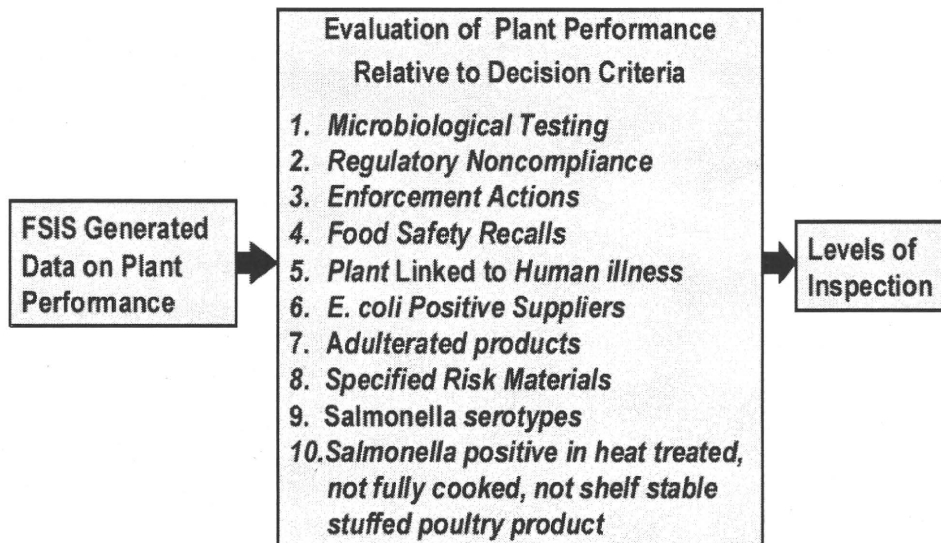 Evaluation of Plant Performance
Relative to Decision Criteria
1. Microbiological Testing
2. Regulatory Noncompliance
3. Enforcement Actions
4. Food Safety Recalls
5. Plant Linked to Human illness
6. E. coli Positive Suppliers
7. Adulterated products
8. Specified Risk Materials
9. Salmonella serotypes
10.Salmonella positive in heat treated,
not fully cooked, not shelf stable
stuffed poultry product
FSIS Generated
Data on Plant
Performance
Levels of
Inspection